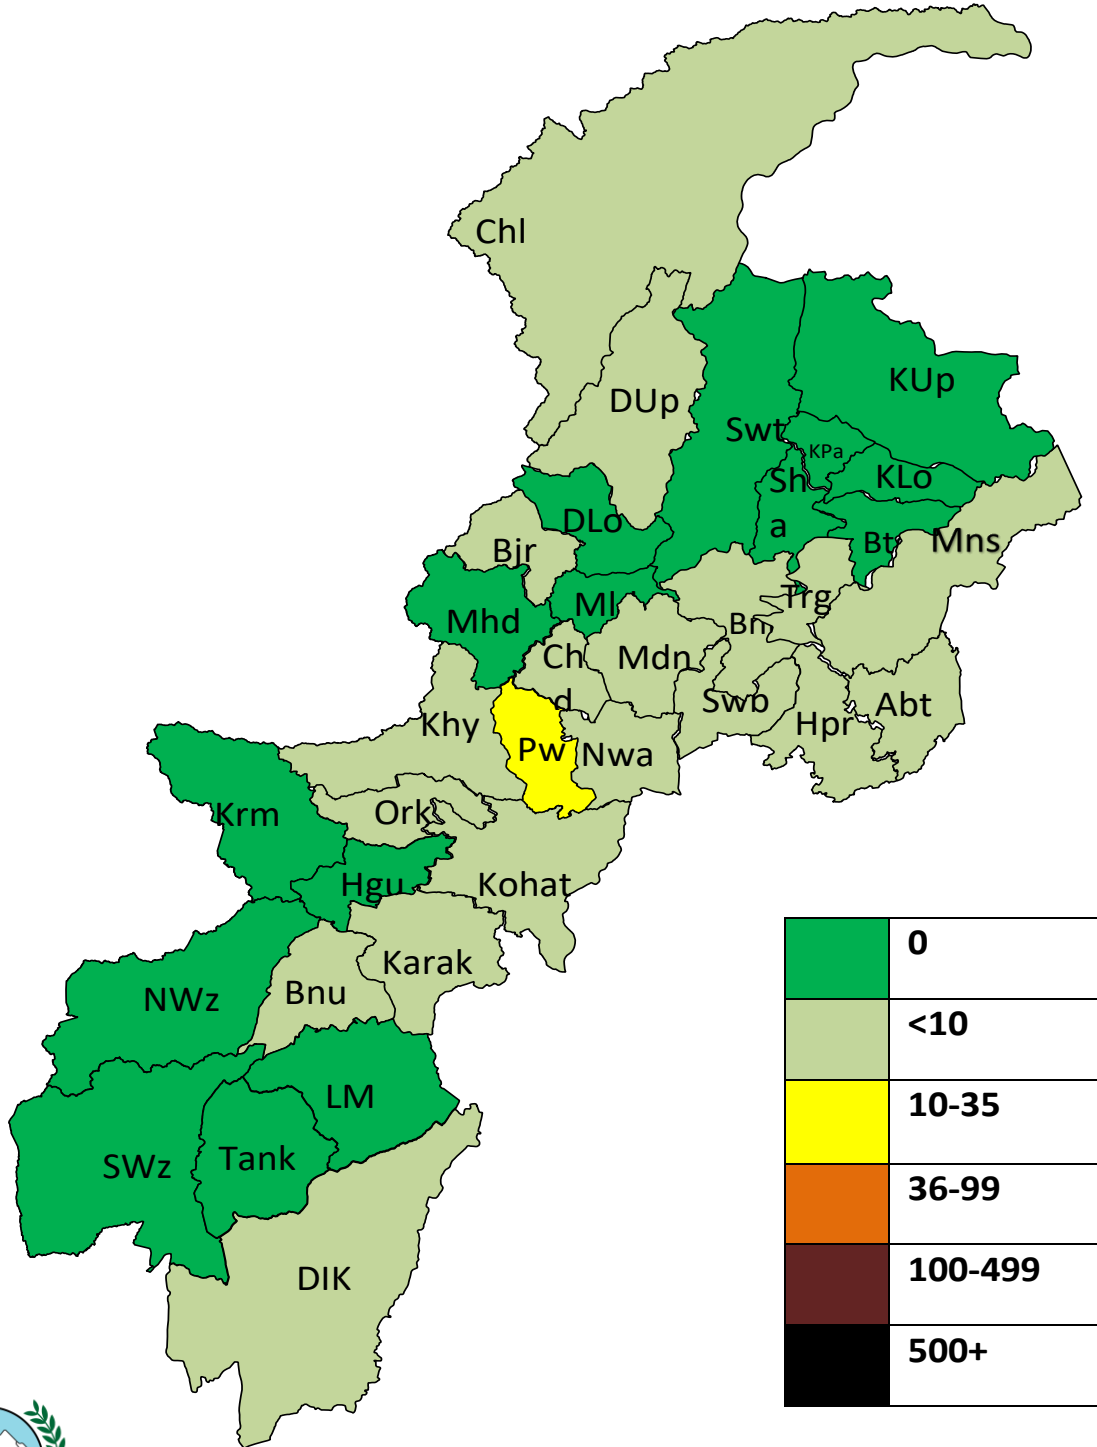 Chl
KUp
DUp
Swt
KPa
KLo
Sh
a
DLo
Bt
Mns
Bjr
Trg
Ml
Mhd
Bn
Ch
d
Mdn
Swb
Abt
Khy
Hpr
Pw
Nwa
Ork
Krm
Hgu
Kohat
Karak
Bnu
NWz
LM
Tank
SWz
DIK
0
<10
10-35
36-99
100-499
500+